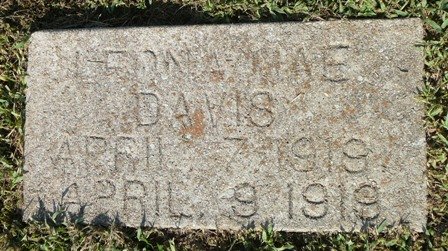 LEONA MAE
DAVIS
APRIL. 7. 1919.
APRIL. 9. 1919.